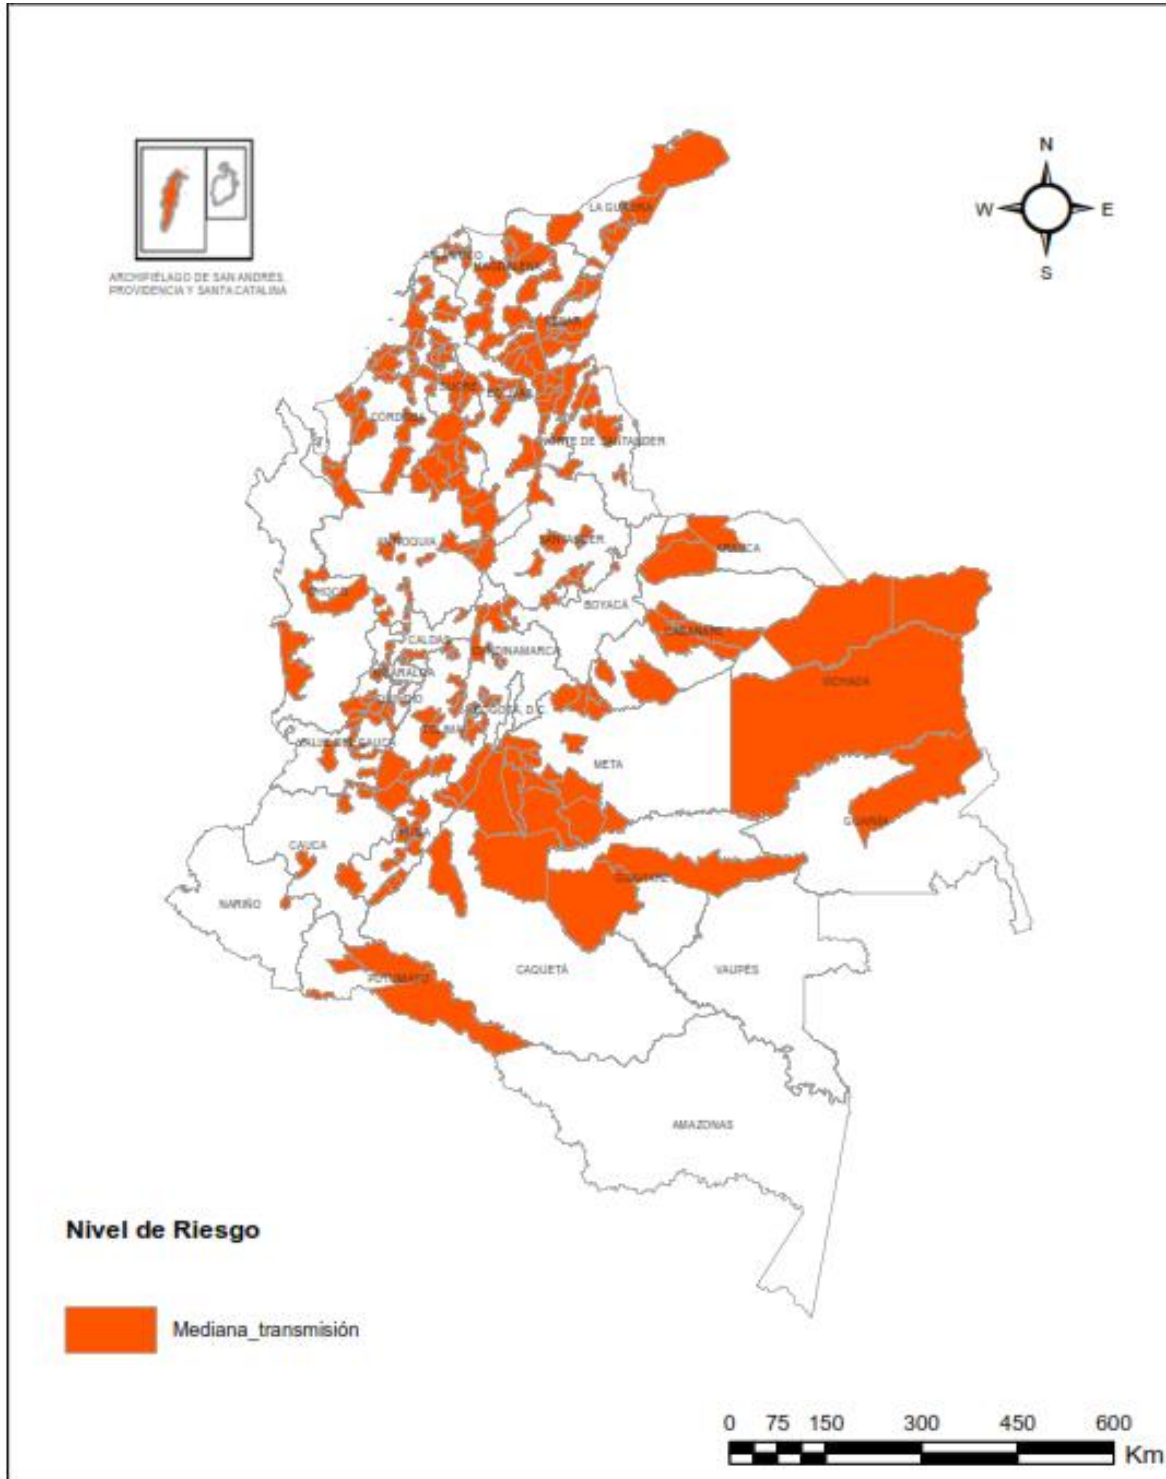 N
W E
S
LA GUAJIRA
ARCHIPIÉLAGO DE SAN ANDRÉS,
PROVIDENCIA Y SANTA CATALINA
ATLÁNTICO
MAGDALENA
CESAR
SUCRE
BOLÍVAR
CÓRDOBA
NORTE DE SANTANDER
ANTIOQUIA
SANTANDER
ARAUCA
CHOCÓ
BOYACÁ
CASANARE
CALDAS
CUNDINAMARCA
RISARALDA
VICHADA
QUINDÍO
BOGOTÁ, D.C.
TOLIMA
VALLE DEL CAUCA
META
GUAINÍA
HUILA
CAUCA
GUAVIARE
NARIÑO
CAQUETÁ
VAUPÉS
PUTUMAYO
AMAZONAS
Nivel de Riesgo
Mediana_transmisión
0 75 150 300 450 600
Km